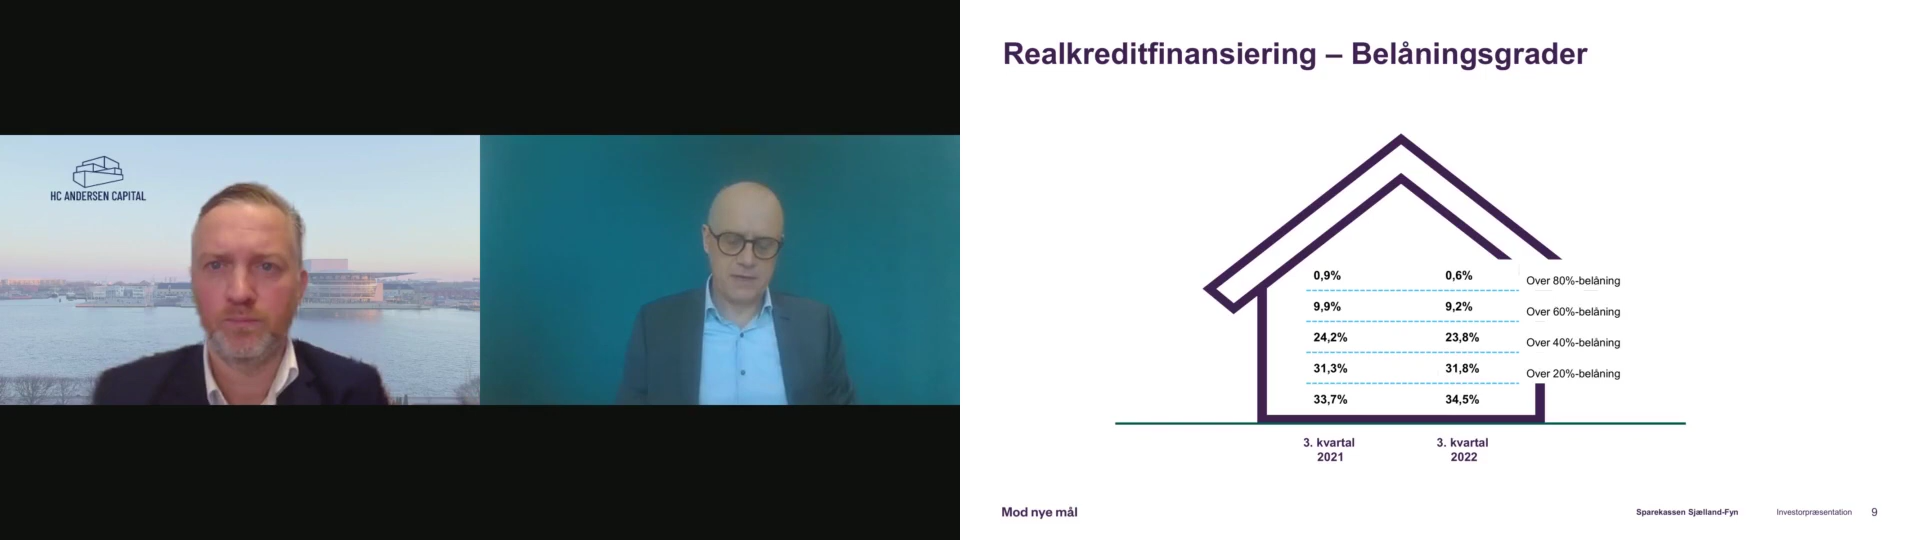 HC ANDERSEN CAPITAL
Realkreditfinansiering – Belåningsgrader
0,9% 0,6% Over 80%-belåning
9,9% 9,2% Over 60%-belåning
24,2% 23,8% Over 40%-belåning
31,3% 31,8% Over 20%-belåning
33,7% 34,5%
3. kvartal 3. kvartal
2021 2022
Mod nye mål Sparekassen Sjælland-Fyn Investorpræsentation 9